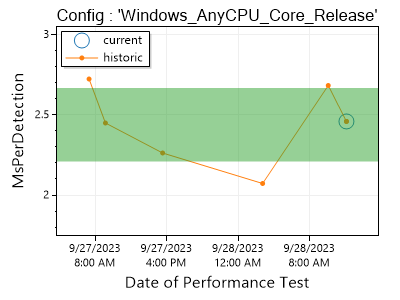 Config : 'Windows_AnyCPU_Core_Release'
current
historic
3
2.5
2
MsPerDetection
9/27/2023 9/27/2023 9/28/2023 9/28/2023
8:00 AM 4:00 PM 12:00 AM 8:00 AM
Date of Performance Test